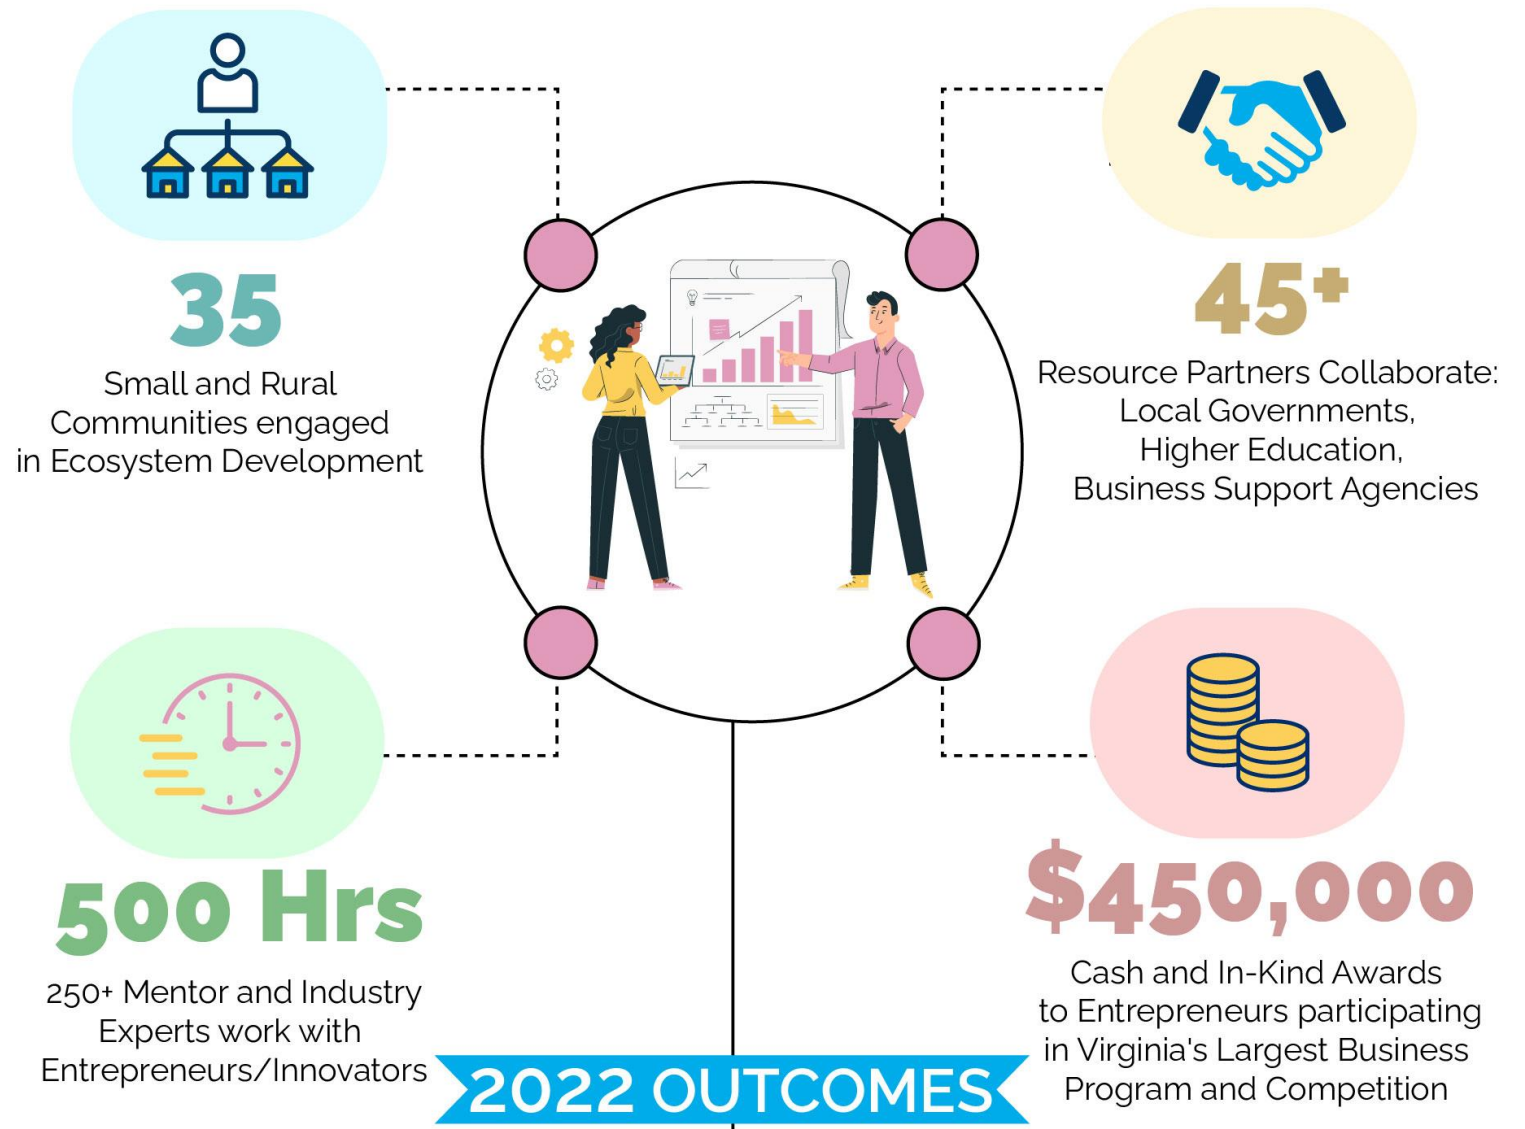 35
Small and Rural
Communities engaged
in Ecosystem Development
45+
Resource Partners Collaborate:
Local Governments,
Higher Education,
Business Support Agencies
500 Hrs
250+ Mentor and Industry
Experts work with
Entrepreneurs/Innovators
$450,000
Cash and In-Kind Awards
to Entrepreneurs participating
in Virginia's Largest Business
Program and Competition
2022 OUTCOMES